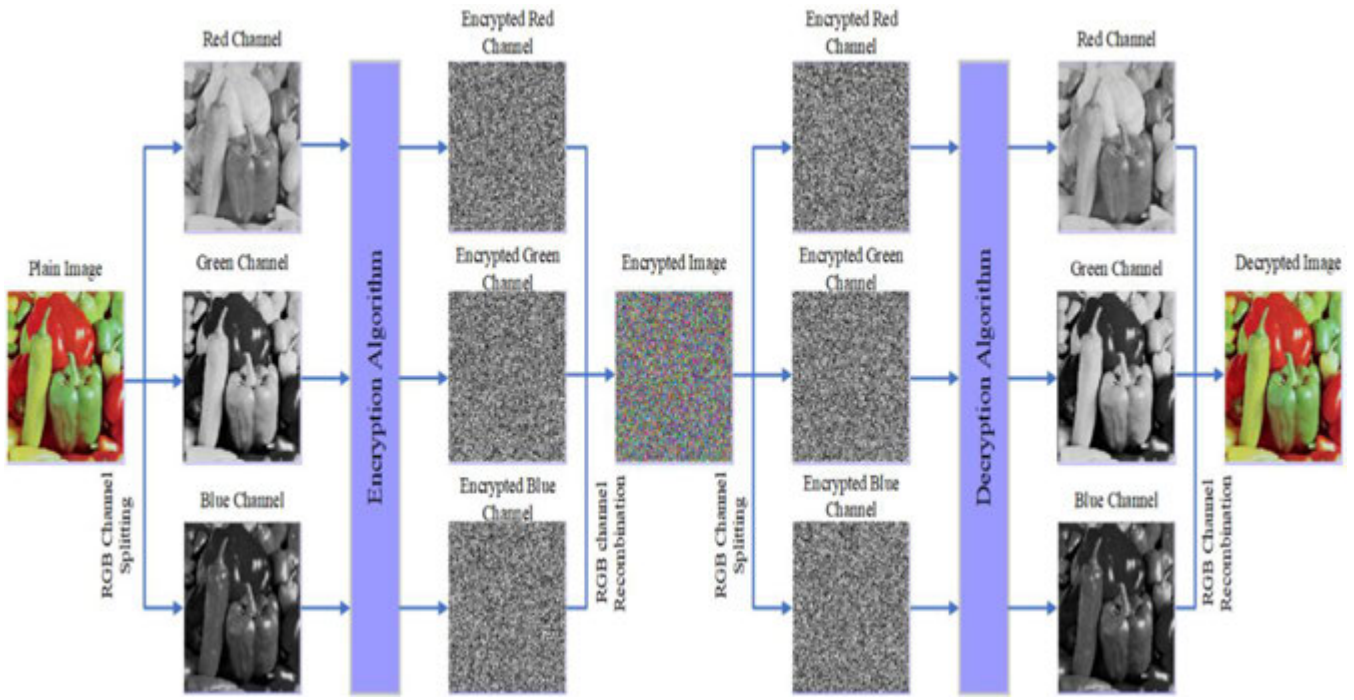 Plain Image
RGB Channel
Splitting
Red Channel
Green Channel
Blue Channel
Encryption Algorithm
Encrypted Red
Channel
Encrypted Green
Channel
Encrypted Blue
Channel
RGB channel
Recombination
Encrypted Image
RGB Channel
Splitting
Encrypted Red
Channel
Encrypted Green
Channel
Encrypted Blue
Channel
Decryption Algorithm
Red Channel
Green Channel
Blue Channel
RGB Channel
Recombination
Decrypted Image